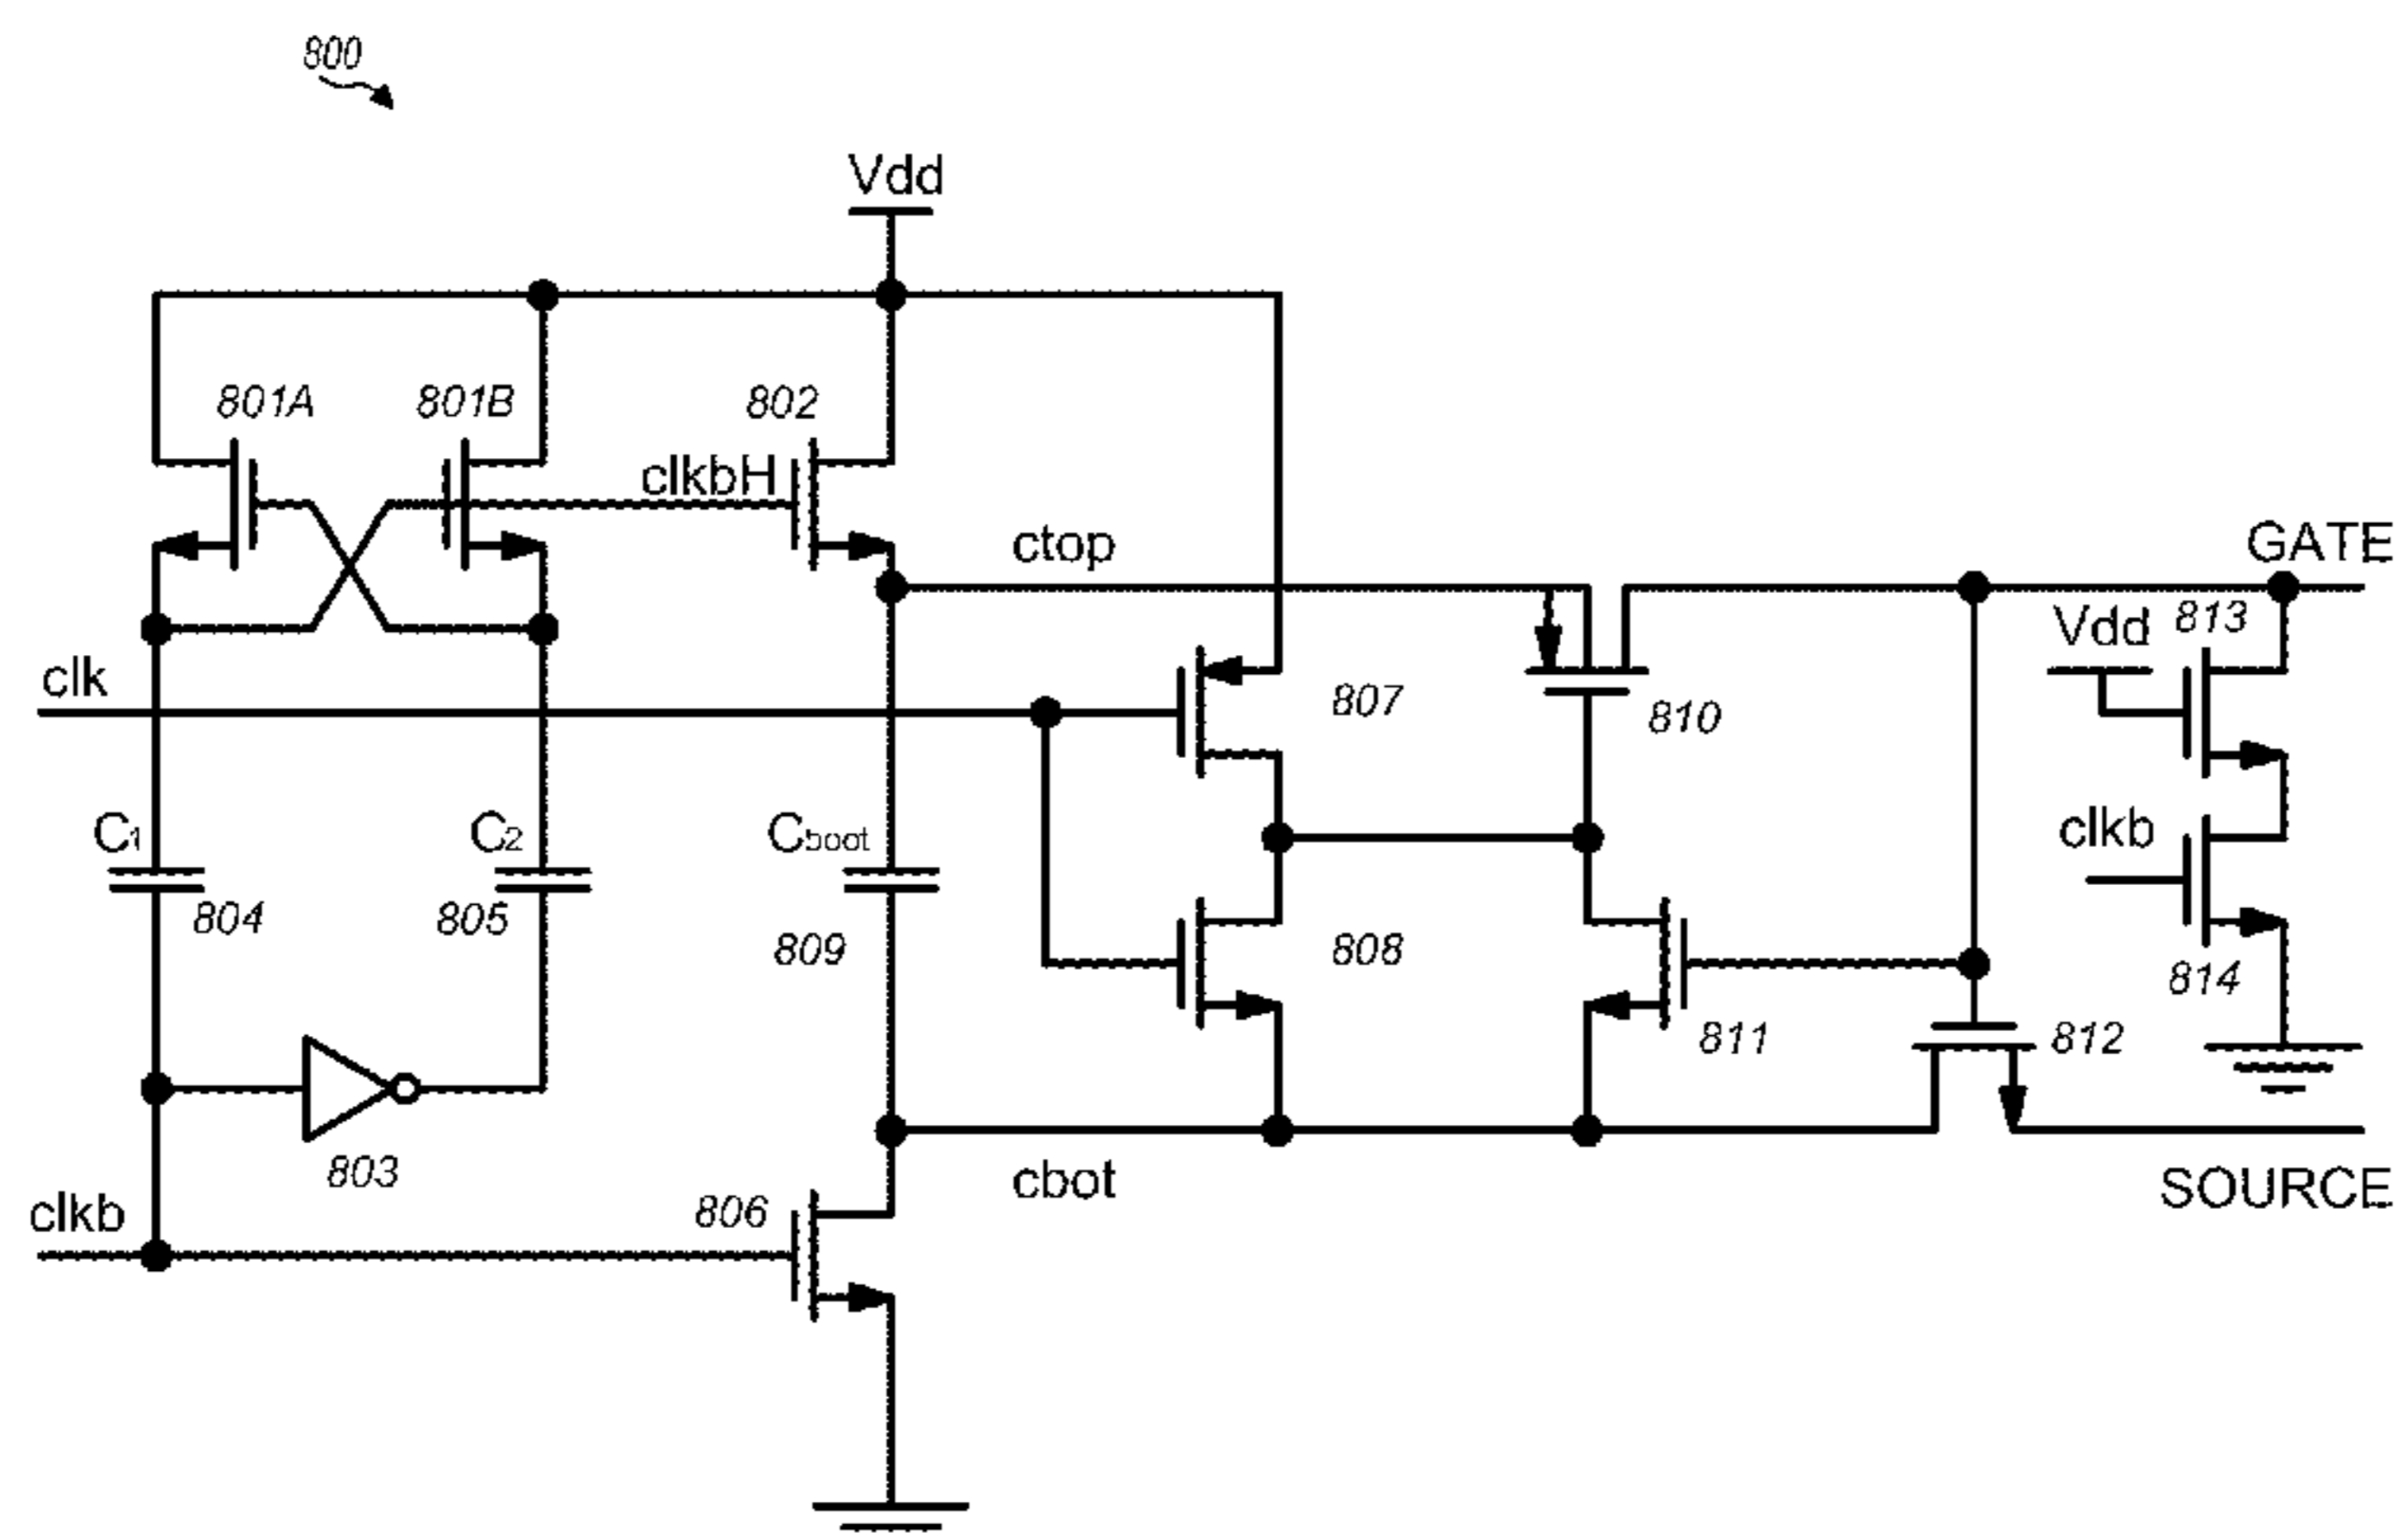 800
Vdd
801A
801B
802
clkbH
ctop
GATE
Vdd
813
clk
807
810
C1
C2
Cboot
clkb
804
805
809
808
814
811
812
803
cbot
SOURCE
clkb
806